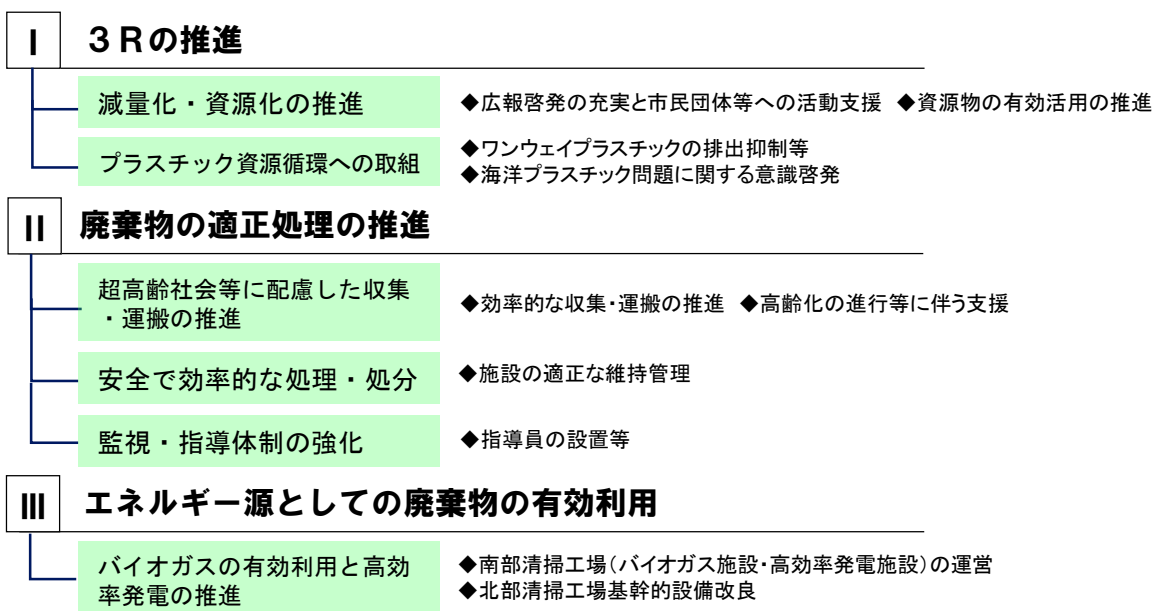 I ３Ｒの推進
減量化・資源化の推進 ◆広報啓発の充実と市民団体等への活動支援 ◆資源物の有効活用の推進
プラスチック資源循環への取組 ◆ワンウェイプラスチックの排出抑制等
◆海洋プラスチック問題に関する意識啓発
II 廃棄物の適正処理の推進
超高齢社会等に配慮した収集
・運搬の推進
◆効率的な収集・運搬の推進 ◆高齢化の進行等に伴う支援
安全で効率的な処理・処分 ◆施設の適正な維持管理
監視・指導体制の強化 ◆指導員の設置等
III エネルギー源としての廃棄物の有効利用
バイオガスの有効利用と高効
率発電の推進
◆南部清掃工場（バイオガス施設・高効率発電施設）の運営
◆北部清掃工場基幹的設備改良